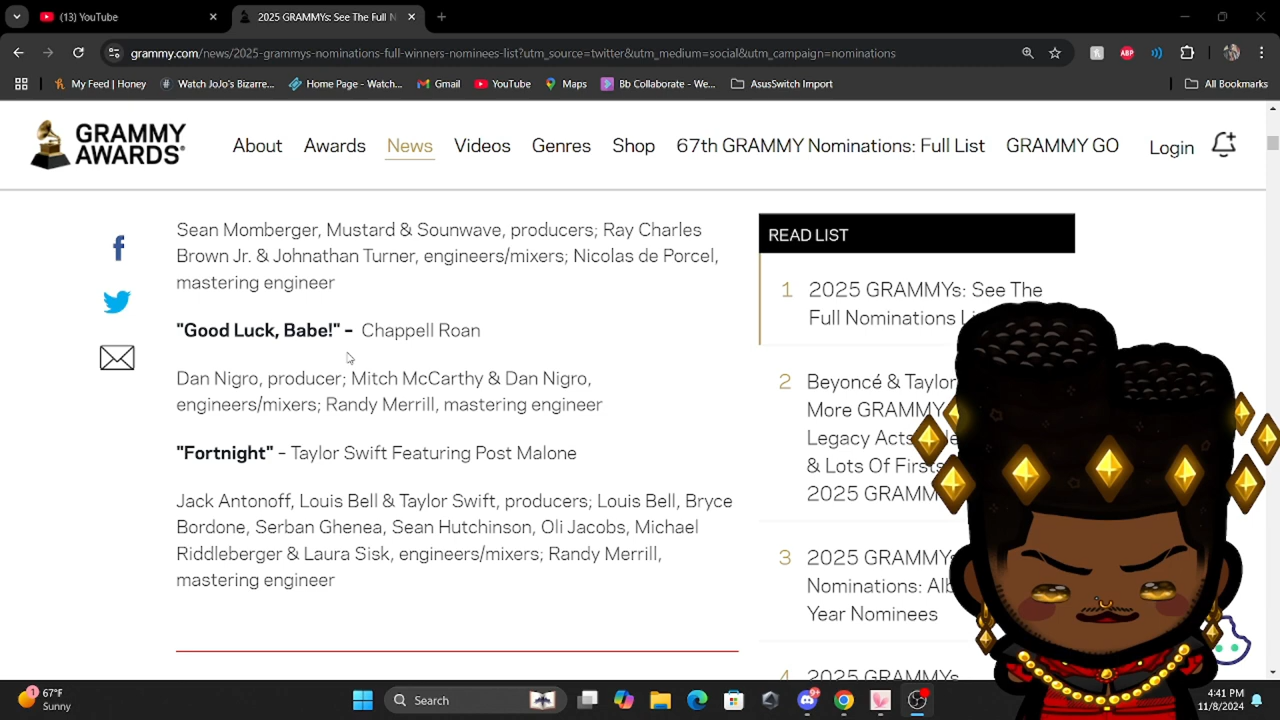 (13) YouTube
2025 GRAMMYs: See The Full N
grammy.com/news/2025-grammys-nominations-full-winners-nominees-list?utm_source=twitter&utm_medium=social&utm_campaign=nominations
ABP
My Feed | Honey
Watch JoJo's Bizarre...
Home Page - Watch...
Gmail
YouTube
Maps
Bb Collaborate - We...
AsusSwitch Import
All Bookmarks
GRAMMY
AWARDS
About
Awards
News
Videos
Genres
Shop
67th GRAMMY Nominations: Full List
GRAMMY GO
Login
Sean Momberger, Mustard & Sounwave, producers; Ray Charles
Brown Jr. & Johnathan Turner, engineers/mixers; Nicolas de Porcel,
mastering engineer
"Good Luck, Babe!" - Chappell Roan
Dan Nigro, producer; Mitch McCarthy & Dan Nigro,
engineers/mixers; Randy Merrill, mastering engineer
"Fortnight" - Taylor Swift Featuring Post Malone
Jack Antonoff, Louis Bell & Taylor Swift, producers; Louis Bell, Bryce
Bordone, Serban Ghenea, Sean Hutchinson, Oli Jacobs, Michael
Riddleberger & Laura Sisk, engineers/mixers; Randy Merrill,
mastering engineer
READ LIST
1 2025 GRAMMYs: See The
Full Nominations
2 Beyoncé & Taylor
More GRAMMY
Legacy Acts
& Lots Of Firsts
2025 GRAMM
3 2025 GRAMMYs
Nominations:
Year Nominees
4 2025 GRAMMYs
1
67°F
Sunny
Search
4:41 PM
11/8/2024